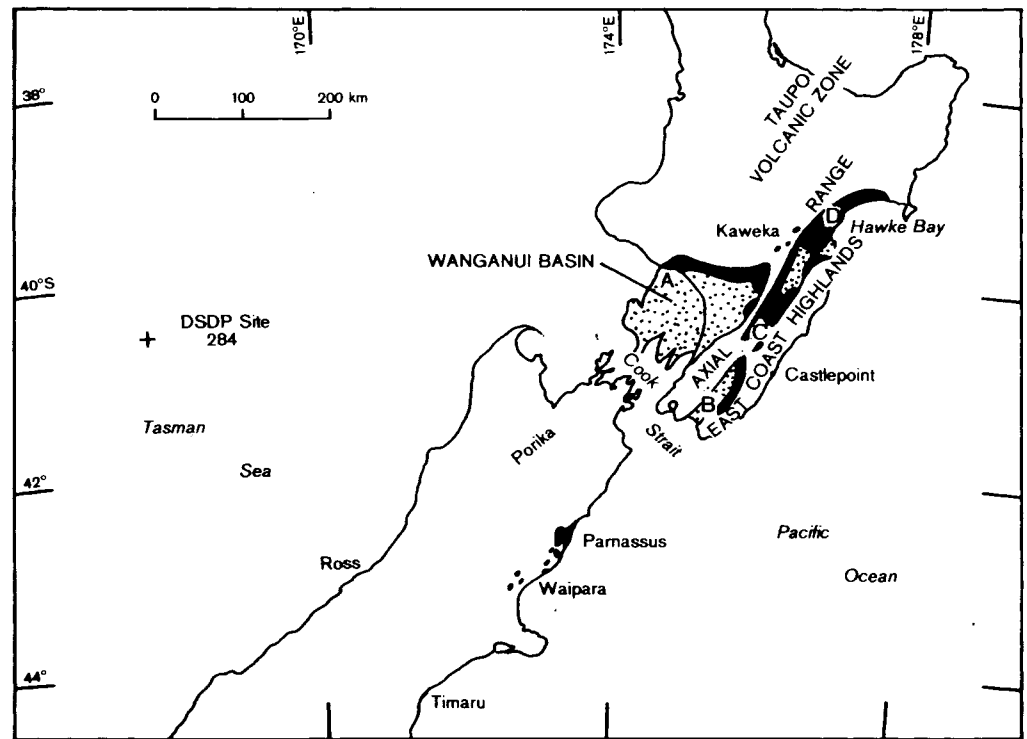 170°E
174°E
178°E
38°
0 100 200 km
TAUPO
VOLCANIC ZONE
RANGE
Kaweka
D
Hawke Bay
WANGANUI BASIN
A
40°S
DSDP Site
284
C
EAST COAST HIGHLANDS
AXIAL
Cook
Castlepoint
B
Tasman
Porika
Strait
Sea
42°
Pacific
Parnassus
Ross
Ocean
Waipara
44°
Timaru